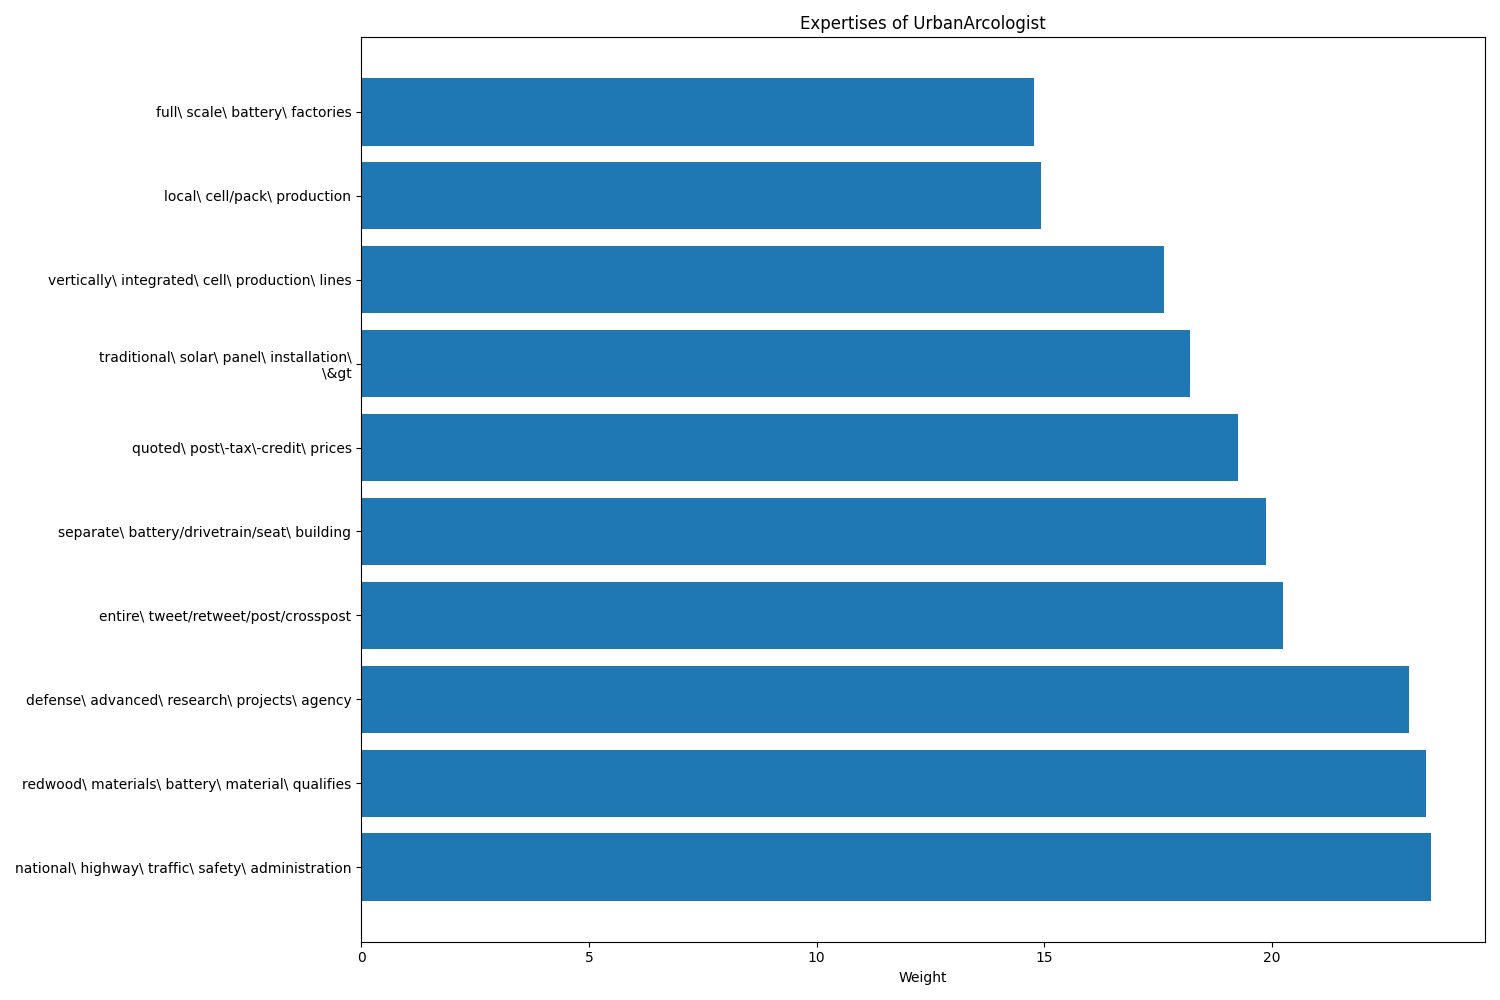 Expertises of UrbanArcologist
full\ scale\ battery\ factories
local\ cell/pack\ production
vertically\ integrated\ cell\ production\ lines
traditional\ solar\ panel\ installation\
\&gt
quoted\ post\-tax\-credit\ prices
separate\ battery/drivetrain/seat\ building
entire\ tweet/retweet/post/crosspost
defense\ advanced\ research\ projects\ agency
redwood\ materials\ battery\ material\ qualifies
national\ highway\ traffic\ safety\ administration
0 5 10 15 20
Weight